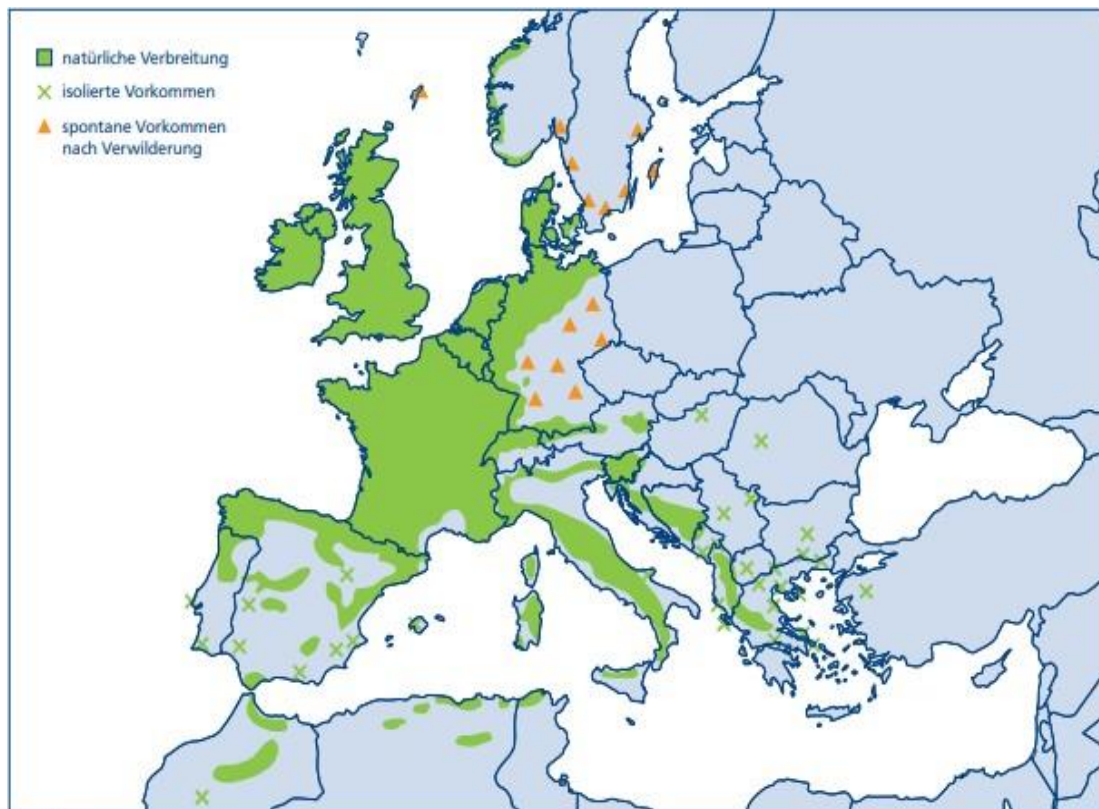 natürliche Verbreitung
isolierte Vorkommen
spontane Vorkommen
nach Verwilderung